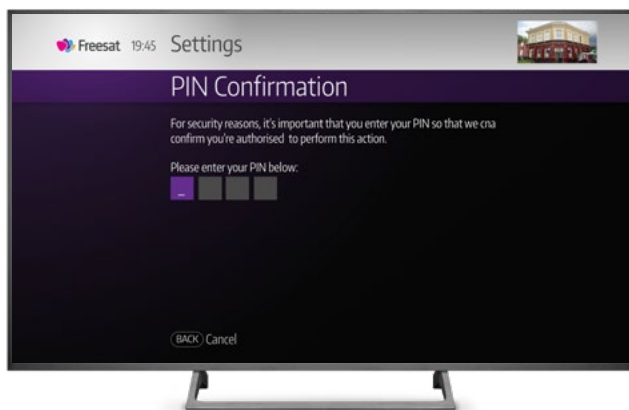 Freesat 19:45 Settings
PIN Confirmation
For security reasons, it's important that you enter your PIN so that we cna
confirm you're authorised to perform this action.
Please enter your PIN below:
_
BACK Cancel